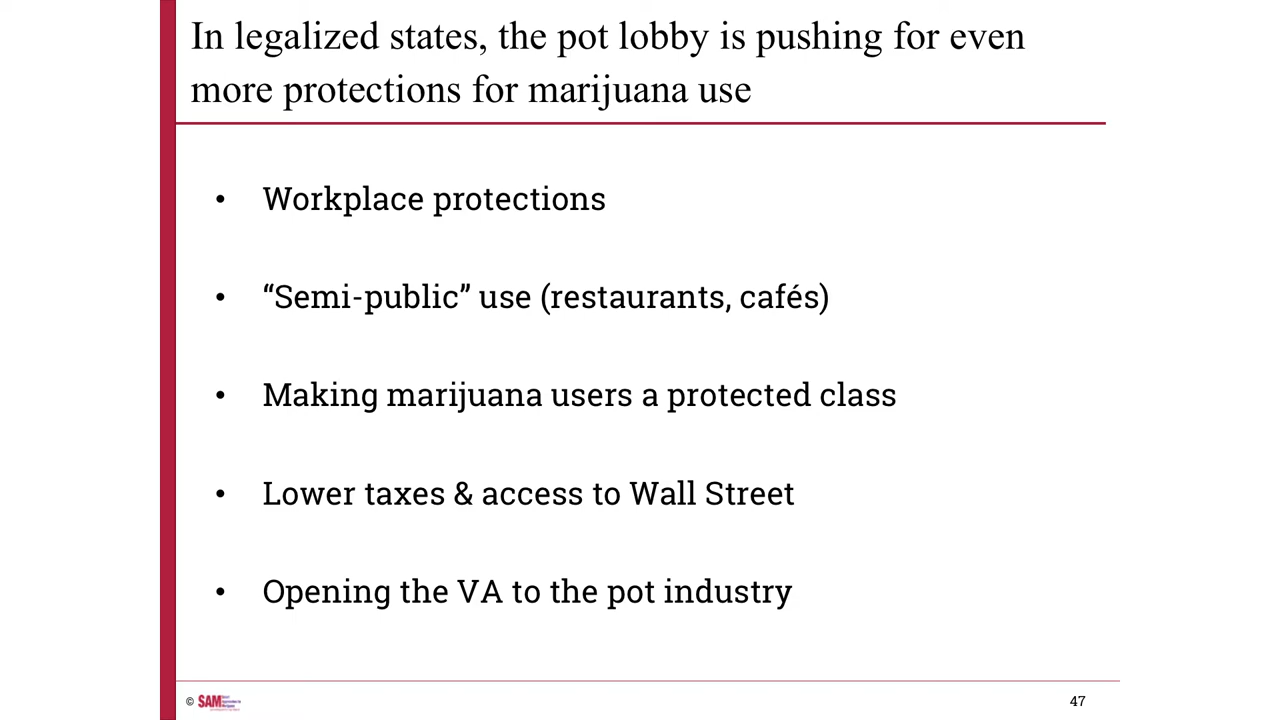 In legalized states, the pot lobby is pushing for even
more protections for marijuana use
• Workplace protections
• “Semi-public” use (restaurants, cafés)
• Making marijuana users a protected class
• Lower taxes & access to Wall Street
• Opening the VA to the pot industry
© SAM
47